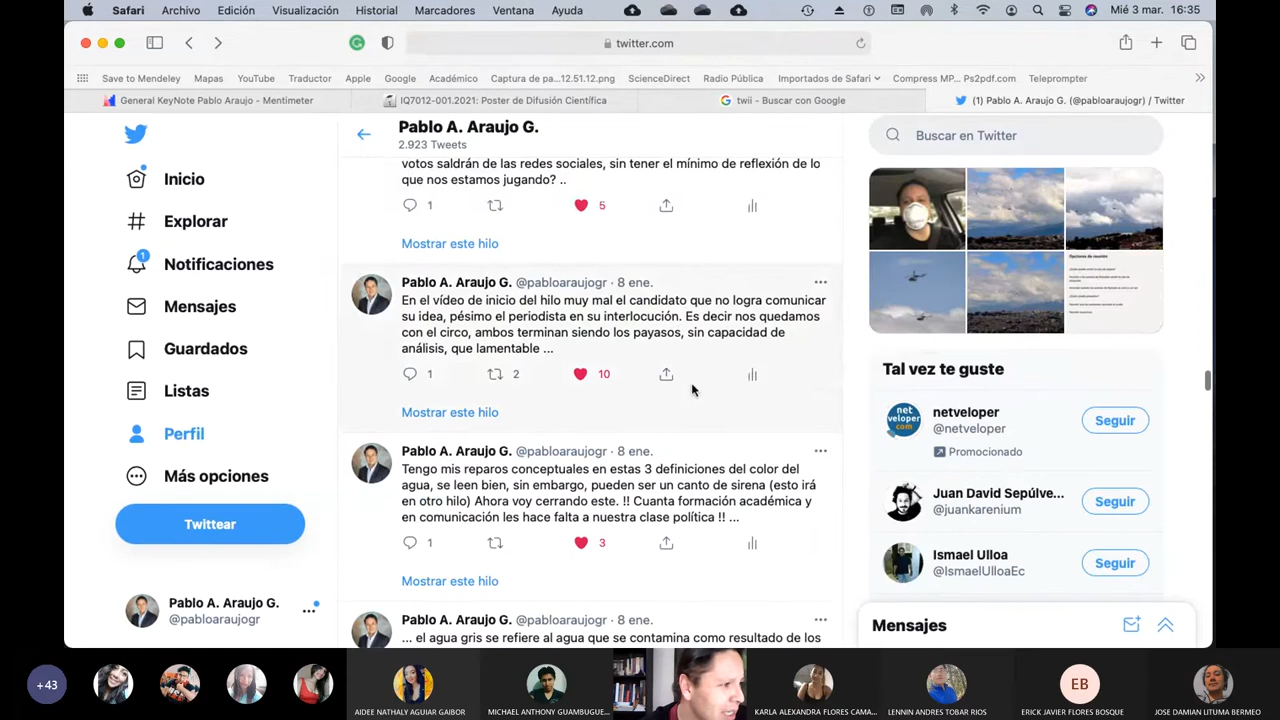 Safari Archivo Edición Visualización Historial Marcadores Ventana Ayuda Mié 3 mar. 16:35
twitter.com
Save to Mendeley Mapas YouTube Traductor Apple Google Académico Captura de pa...12.51.12.png ScienceDirect Radio Pública Importados de Safari Compress MP... Ps2pdf.com Teleprompter
General KeyNote Pablo Araujo - Mentimeter IQ7012-001.2021: Poster de Difusión Científica twii - Buscar con Google (1) Pablo A. Araujo G. (@pabloaraujogr) / Twitter
Inicio
Explorar
1
Notificaciones
Mensajes
Guardados
Listas
Perfil
Más opciones
Twittear
Pablo A. Araujo G.
@pabloaraujogr
Pablo A. Araujo G.
2.923 Tweets
votos saldrán de las redes sociales, sin tener el mínimo de reflexión de lo
que nos estamos jugando? ..
1 5
Mostrar este hilo
Pablo A. Araujo G. @pabloaraujogr · 8 ene.
En el vídeo de inicio del hilo muy mal el candidato que no logra comunicar
su idea, pésimo el periodista en su interlocución. Es decir nos quedamos
con el circo, ambos terminan siendo los payasos, sin capacidad de
análisis, que lamentable ...
1 2 10
Mostrar este hilo
Pablo A. Araujo G. @pabloaraujogr · 8 ene.
Tengo mis reparos conceptuales en estas 3 definiciones del color del
agua, se leen bien, sin embargo, pueden ser un canto de sirena (esto irá
en otro hilo) Ahora voy cerrando este. !! Cuanta formación académica y
en comunicación les hace falta a nuestra clase política !! ...
1 3
Mostrar este hilo
Pablo A. Araujo G. @pabloaraujogr · 8 ene.
... el agua gris se refiere al agua que se contamina como resultado de los
Buscar en Twitter
Opciones de reunión
Tal vez te guste
net veloper com
netveloper
@netveloper
Seguir
Promocionado
Juan David Sepúlve...
@juankarenium
Seguir
Ismael Ulloa
@IsmaelUlloaEc
Seguir
Mensajes
+43
AIDEE NATHALY AGUIAR GAIBOR
MICHAEL ANTHONY GUAMBUGUE...
KARLA ALEXANDRA FLORES CAMA...
LENNIN ANDRES TOBAR RIOS
EB
ERICK JAVIER FLORES BOSQUE
JOSE DAMIAN LITUMA BERMEO